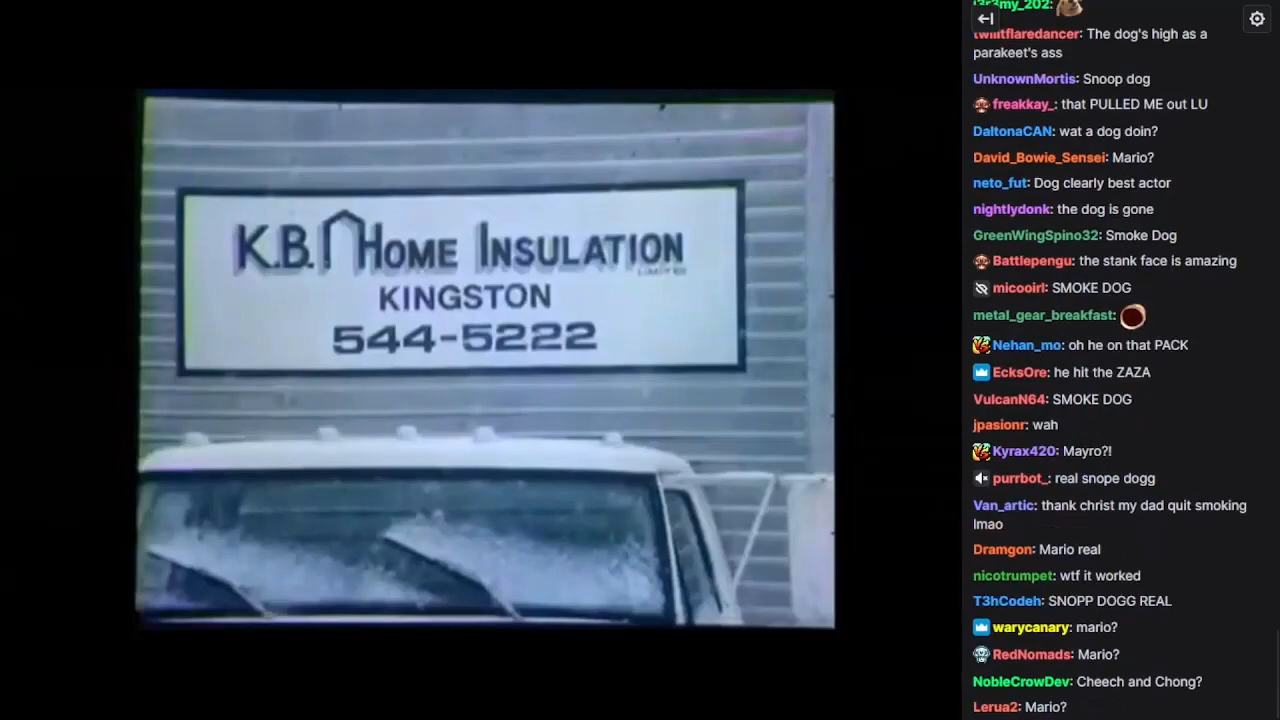 K.B. HOME INSULATION
LIMITED
KINGSTON
544-5222
l3r3my_202:
twilitflaredancer: The dog's high as a
parakeet's ass
UnknownMortis: Snoop dog
freakkay_: that PULLED ME out LU
DaltonaCAN: wat a dog doin?
David_Bowie_Sensei: Mario?
neto_fut: Dog clearly best actor
nightlydonk: the dog is gone
GreenWingSpino32: Smoke Dog
Battlepengu: the stank face is amazing
micooirl: SMOKE DOG
metal_gear_breakfast:
Nehan_mo: oh he on that PACK
EcksOre: he hit the ZAZA
VulcanN64: SMOKE DOG
jpasionr: wah
Kyrax420: Mayro?!
purrbot_: real snope dogg
Van_artic: thank christ my dad quit smoking
lmao
Dramgon: Mario real
nicotrumpet: wtf it worked
T3hCodeh: SNOPP DOGG REAL
warycanary: mario?
RedNomads: Mario?
NobleCrowDev: Cheech and Chong?
Lerua2: Mario?